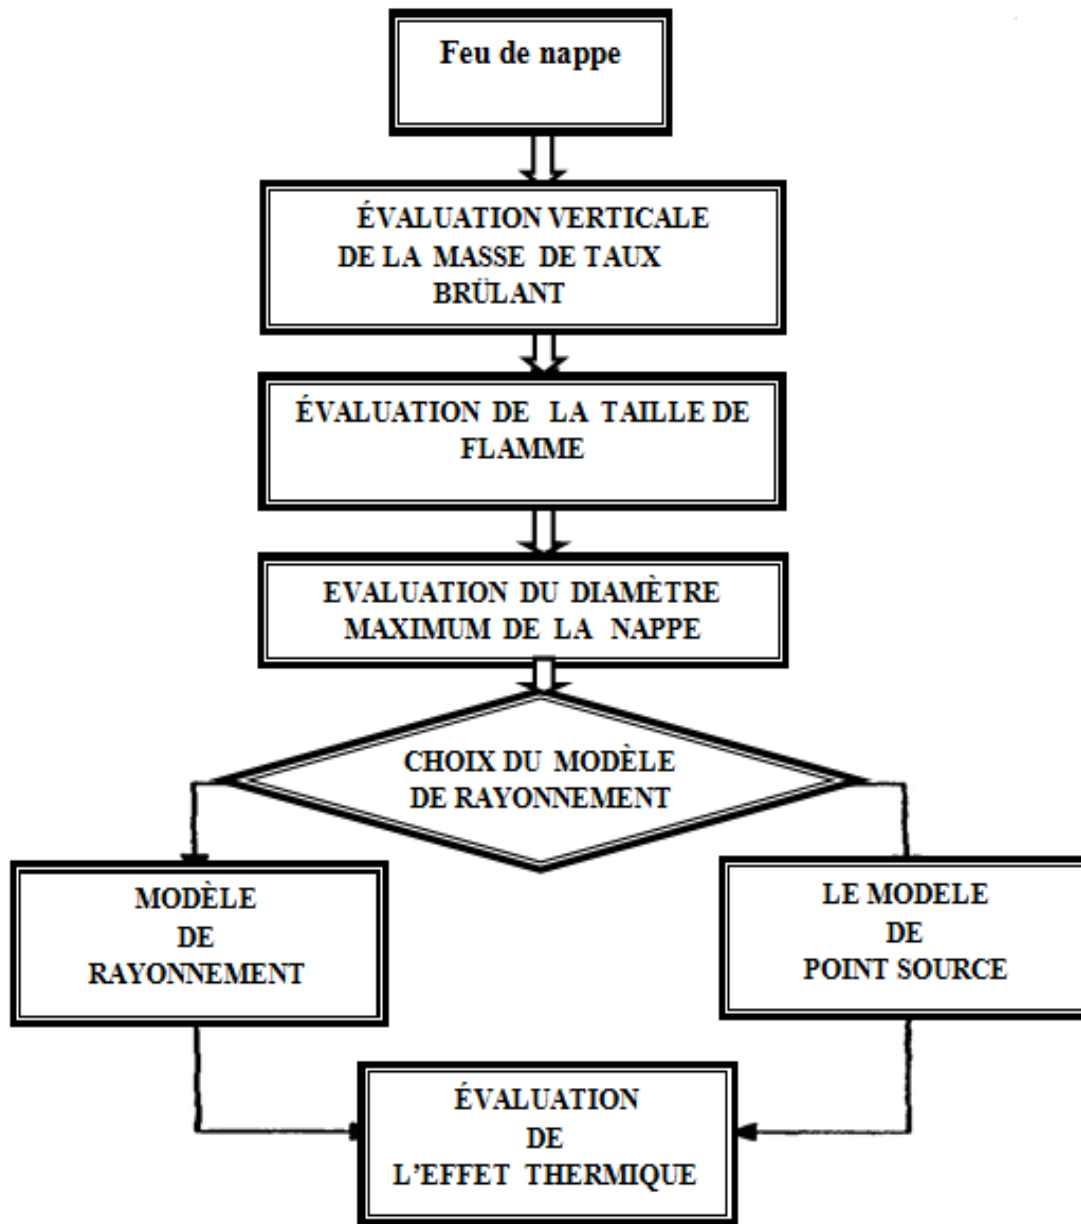 Feu de nappe
ÉVALUATION VERTICALE
DE LA MASSE DE TAUX
BRÜLANT
ÉVALUATION DE LA TAILLE DE
FLAMME
EVALUATION DU DIAMÈTRE
MAXIMUM DE LA NAPPE
CHOIX DU MODÈLE
DE RAYONNEMENT
MODÈLE
DE
RAYONNEMENT
LE MODELE
DE
POINT SOURCE
ÉVALUATION
DE
L'EFFET THERMIQUE